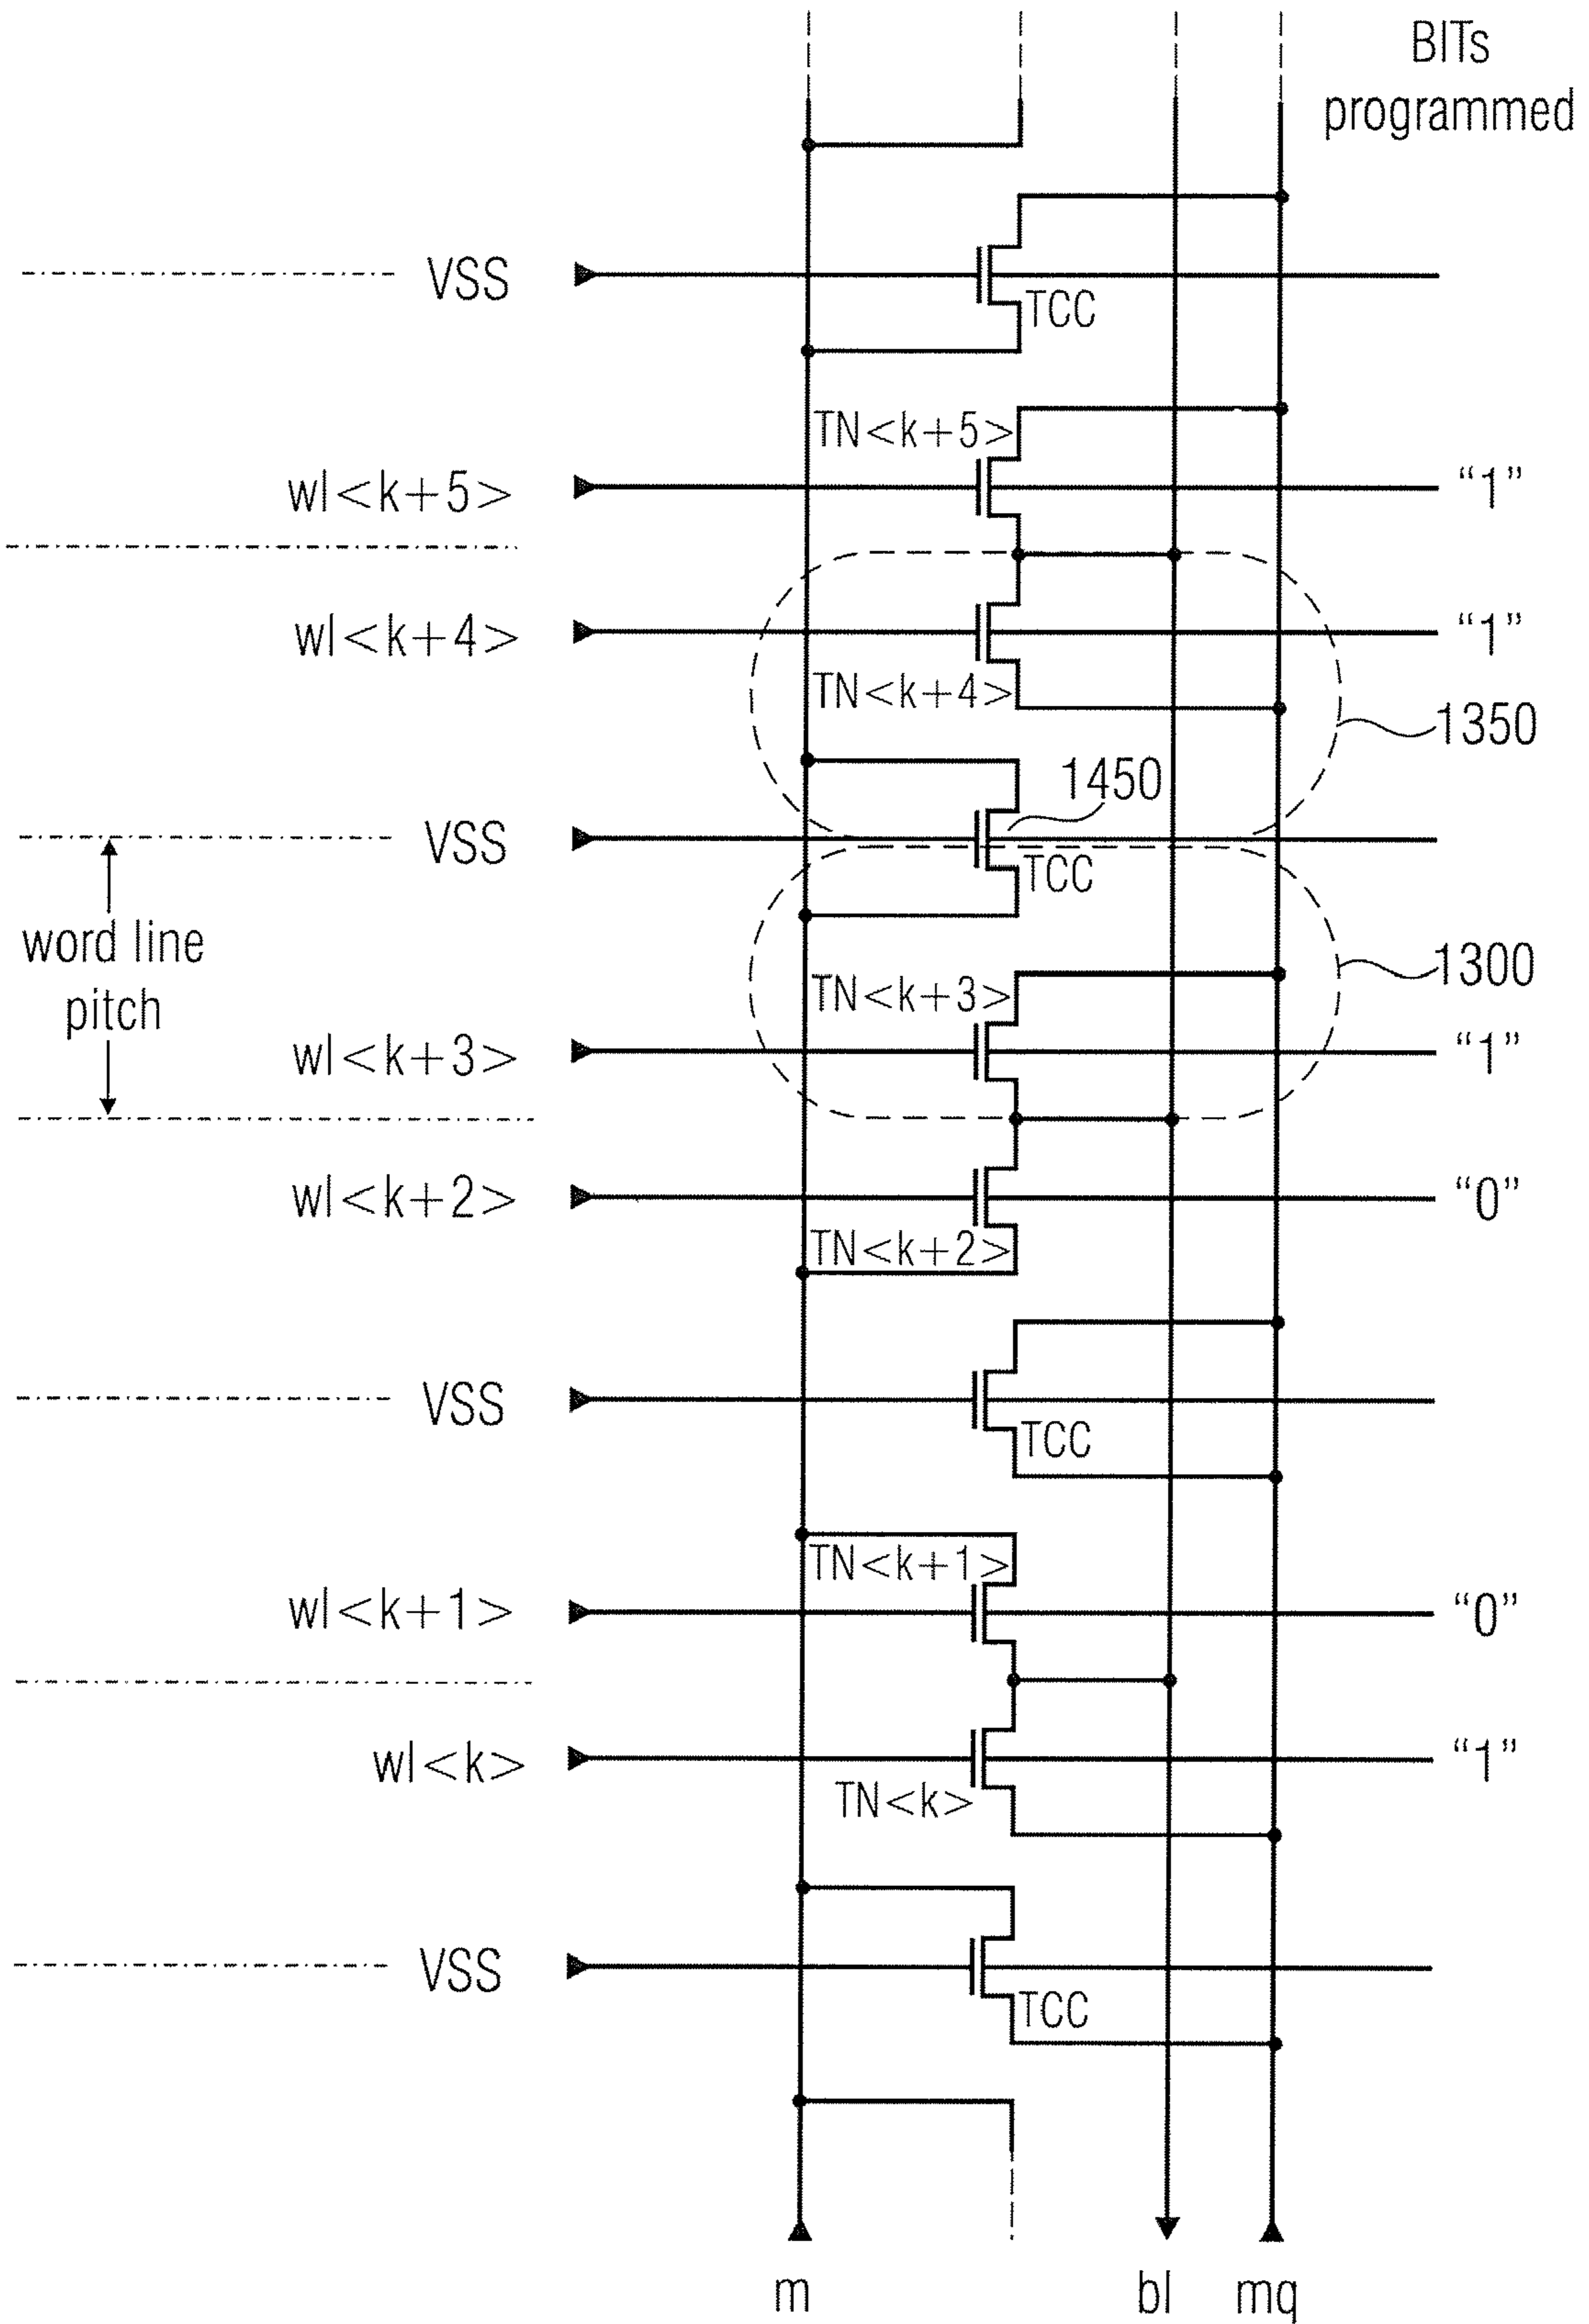 BITs
programmed
VSS
TCC
TN<k+5>
wl<k+5>
"1"
wl<k+4>
"1"
TN<k+4>
1350
1450
VSS
TCC
word line
pitch
1300
TN<k+3>
wl<k+3>
"1"
wl<k+2>
"0"
TN<k+2>
VSS
TCC
TN<k+1>
wl<k+1>
"0"
wl<k>
"1"
TN<k>
VSS
TCC
m
bl
mq